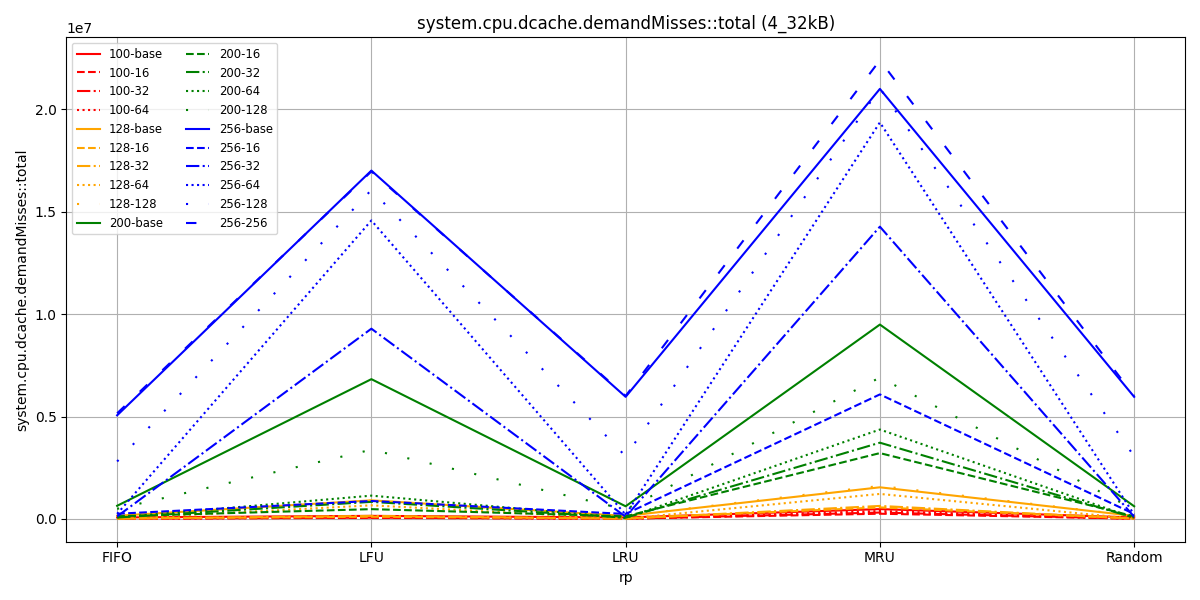 system.cpu.dcache.demandMisses::total (4_32kB)
1e7
100-base
100-16
100-32
100-64
128-base
128-16
128-32
128-64
128-128
200-base
200-16
200-32
200-64
200-128
256-base
256-16
256-32
256-64
256-128
256-256
system.cpu.dcache.demandMisses::total
2.0
1.5
1.0
0.5
0.0
FIFO
LFU
LRU
MRU
Random
rp